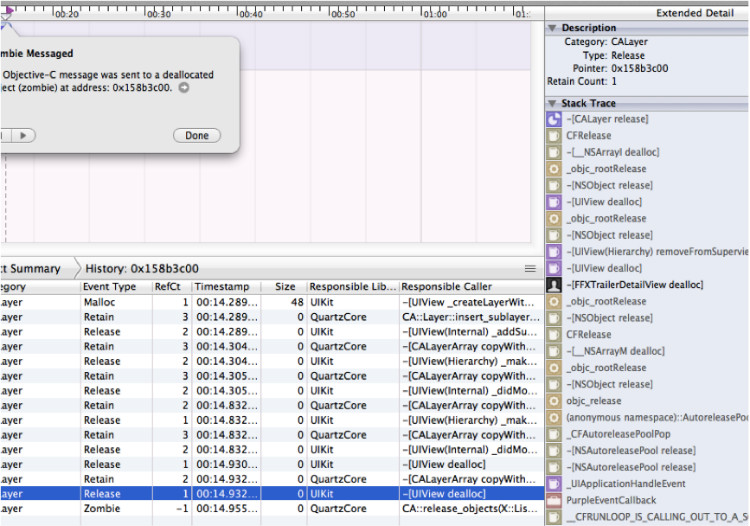 00:20 00:30 00:40 00:50 01:00 01:
Zombie Messaged
Objective-C message was sent to a deallocated
ject (zombie) at address: 0x158b3c00.
Done
Extended Detail
Description
Category: CALayer
Type: Release
Pointer: 0x158b3c00
Retain Count: 1
Stack Trace
-[CALayer release]
CFRelease
-[__NSArrayI dealloc]
_objc_rootRelease
-[NSObject release]
-[UIView dealloc]
_objc_rootRelease
-[NSObject release]
-[UIView(Hierarchy) removeFromSupervie
-[UIView dealloc]
-[FFXTrailerDetailView dealloc]
_objc_rootRelease
-[NSObject release]
CFRelease
-[__NSArrayM dealloc]
_objc_rootRelease
-[NSObject release]
objc_release
(anonymous namespace)::AutoreleasePoo
_CFAutoreleasePoolPop
-[NSAutoreleasePool release]
-[NSAutoreleasePool release]
_UIApplicationHandleEvent
PurpleEventCallback
__CFRUNLOOP_IS_CALLING_OUT_TO_A_S
ct Summary History: 0x158b3c00
egory Event Type RefCt Timestamp Size Responsible Lib... Responsible Caller
ayer Malloc 1 00:14.289... 48 UIKit -[UIView _createLayerWit...
ayer Retain 3 00:14.289... 0 QuartzCore CA::Layer::insert_sublayer...
ayer Release 2 00:14.289... 0 UIKit -[UIView(Internal) _addSu...
ayer Retain 3 00:14.304... 0 QuartzCore -[CALayerArray copyWith...
ayer Release 2 00:14.304... 0 UIKit -[UIView(Hierarchy) _mak...
ayer Retain 3 00:14.305... 0 QuartzCore -[CALayerArray copyWith...
ayer Release 2 00:14.305... 0 UIKit -[UIView(Internal) _didMo...
ayer Retain 2 00:14.832... 0 QuartzCore -[CALayerArray copyWith...
ayer Release 1 00:14.832... 0 UIKit -[UIView(Hierarchy) _mak...
ayer Retain 3 00:14.832... 0 QuartzCore -[CALayerArray copyWith...
ayer Release 2 00:14.832... 0 UIKit -[UIView(Internal) _didMo...
ayer Release 1 00:14.930... 0 UIKit -[UIView dealloc]
ayer Retain 2 00:14.932... 0 QuartzCore -[CALayerArray copyWith...
ayer Release 1 00:14.932... 0 UIKit -[UIView dealloc]
ayer Zombie -1 00:14.955... 0 QuartzCore CA::release_objects(X::Lis...